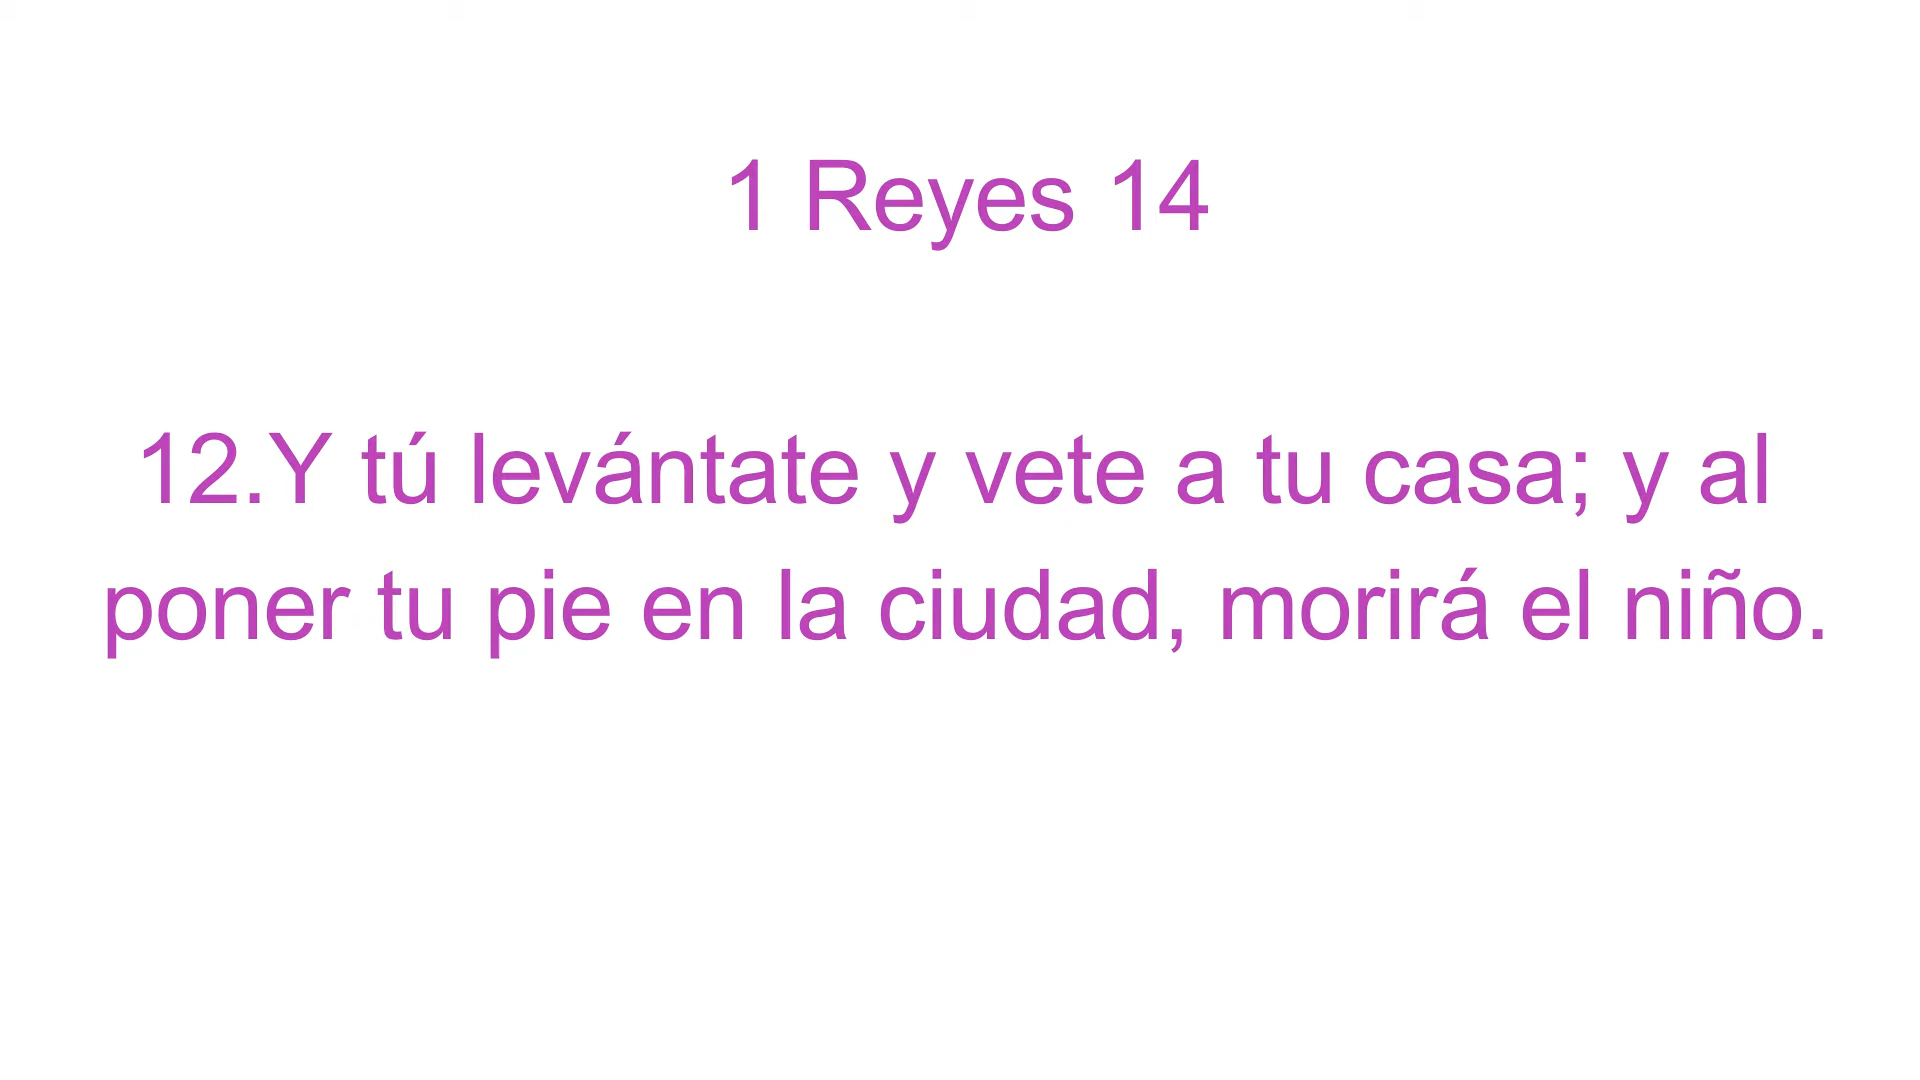 1 Reyes 14
12.Y tú levántate y vete a tu casa; y al
poner tu pie en la ciudad, morirá el niño.